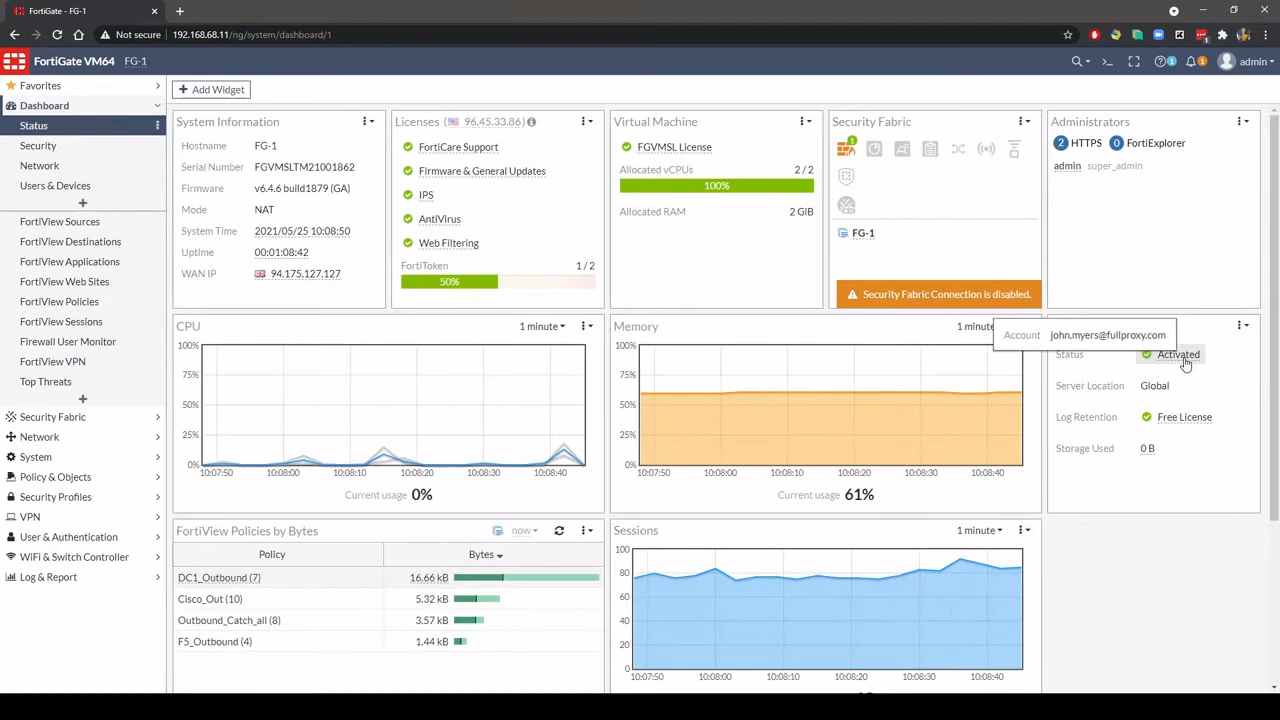 FortiGate - FG-1
Not secure 192.168.68.11/ng/system/dashboard/1
FortiGate VM64 FG-1
1 1 admin
Favorites
Dashboard
Status
Security
Network
Users & Devices
FortiView Sources
FortiView Destinations
FortiView Applications
FortiView Web Sites
FortiView Policies
FortiView Sessions
Firewall User Monitor
FortiView VPN
Top Threats
Security Fabric
Network
System
Policy & Objects
Security Profiles
VPN
User & Authentication
WiFi & Switch Controller
Log & Report
Add Widget
System Information
Hostname FG-1
Serial Number FGVMSLTM21001862
Firmware v6.4.6 build1879 (GA)
Mode NAT
System Time 2021/05/25 10:08:50
Uptime 00:01:08:42
WAN IP 94.175.127.127
Licenses ( 96.45.33.86)
FortiCare Support
Firmware & General Updates
IPS
AntiVirus
Web Filtering
FortiToken 1 / 2
50%
Virtual Machine
FGVMSL License
Allocated vCPUs 2 / 2
100%
Allocated RAM 2 GiB
Security Fabric
1
FG-1
Security Fabric Connection is disabled.
Administrators
2 HTTPS 0 FortiExplorer
admin super_admin
CPU 1 minute
100%
75%
50%
25%
0%
10:07:50 10:08:00 10:08:10 10:08:20 10:08:30 10:08:40
Current usage 0%
Memory 1 minute
100%
75%
50%
25%
0%
10:07:50 10:08:00 10:08:10 10:08:20 10:08:30 10:08:40
Current usage 61%
Account john.myers@fullproxy.com
Status Activated
Server Location Global
Log Retention Free License
Storage Used 0 B
FortiView Policies by Bytes now
Policy Bytes
DC1_Outbound (7) 16.66 kB
Cisco_Out (10) 5.32 kB
Outbound_Catch_all (8) 3.57 kB
F5_Outbound (4) 1.44 kB
Sessions 1 minute
100
80
60
40
20
0
10:07:50 10:08:00 10:08:10 10:08:20 10:08:30 10:08:40